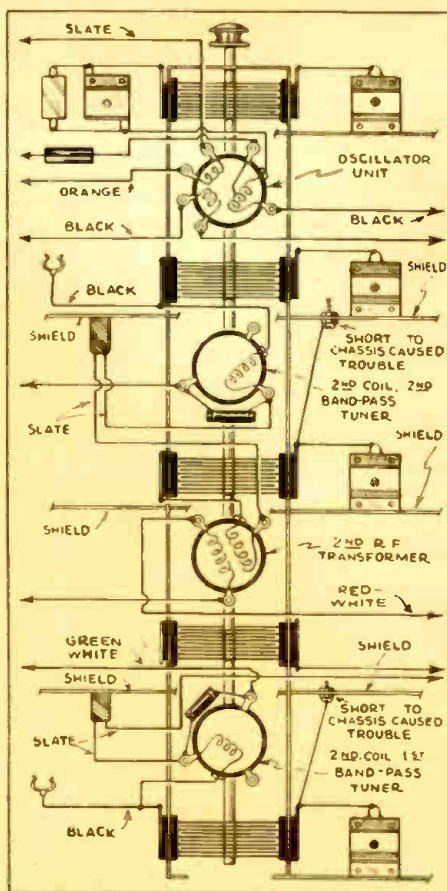 SLATE
OSCILLATOR
UNIT
ORANGE
BLACK
BLACK
BLACK
SHIELD
SHIELD
SHORT TO
CHASSIS CAUSED
TROUBLE
2ND COIL, 2ND
BAND-PASS
TUNER
SLATE
SHIELD
SHIELD
2ND R F
TRANSFORMER
RED-
WHITE
GREEN
WHITE
SHIELD
SHIELD
SHORT TO
CHASSIS CAUSED
TROUBLE
SLATE
2ND. COIL 1ST
BAND-PASS
TUNER
BLACK